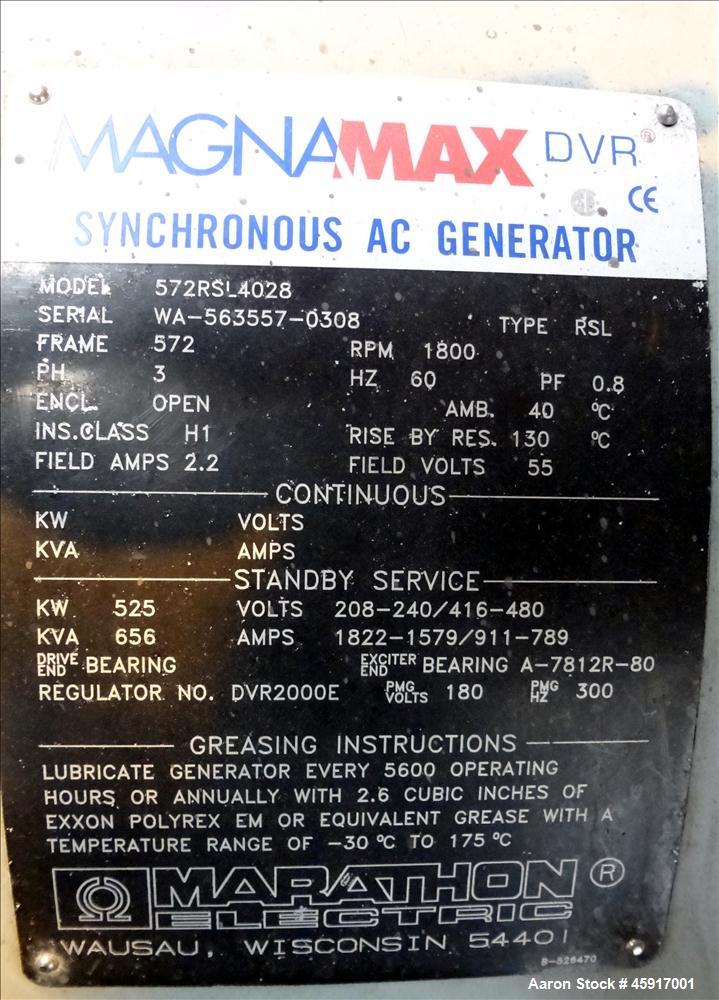 MAGNAMAX DVR®
CE
SYNCHRONOUS AC GENERATOR
MODEL 572RSL4028
SERIAL WA-563557-0308 TYPE RSL
FRAME 572 RPM 1800
PH 3 HZ 60 PF 0.8
ENCL. OPEN AMB. 40 °C
INS.CLASS H1 RISE BY RES. 130 °C
FIELD AMPS 2.2 FIELD VOLTS 55
CONTINUOUS
KW VOLTS
KVA AMPS
STANDBY SERVICE
KW 525 VOLTS 208-240/416-480
KVA 656 AMPS 1822-1579/911-789
DRIVE END BEARING EXCITER END BEARING A-7812R-80
REGULATOR NO. DVR2000E PMG VOLTS 180 PMG HZ 300
GREASING INSTRUCTIONS
LUBRICATE GENERATOR EVERY 5600 OPERATING
HOURS OR ANNUALLY WITH 2.6 CUBIC INCHES OF
EXXON POLYREX EM OR EQUIVALENT GREASE WITH A
TEMPERATURE RANGE OF -30 °C TO 175 °C
MARATHON ®
ELECTRIC
WAUSAU, WISCONSIN 54401
B-526470
Aaron Stock # 45917001